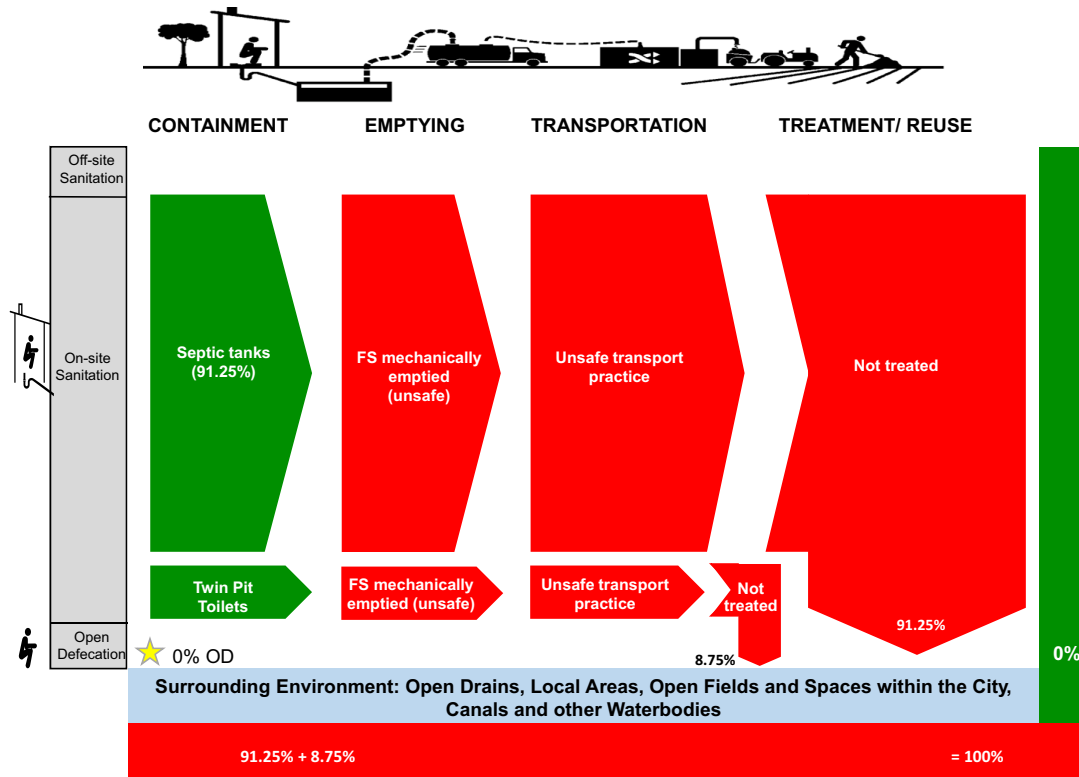 CONTAINMENT
EMPTYING
TRANSPORTATION
TREATMENT/ REUSE
Off-site
Sanitation
On-site
Sanitation
Open
Defecation
Septic tanks
(91.25%)
FS mechanically
emptied
(unsafe)
Unsafe transport
practice
Not treated
Twin Pit
Toilets
FS mechanically
emptied (unsafe)
Unsafe transport
practice
Not
treated
91.25%
8.75%
0% OD
0%
Surrounding Environment: Open Drains, Local Areas, Open Fields and Spaces within the City,
Canals and other Waterbodies
91.25% + 8.75%
= 100%